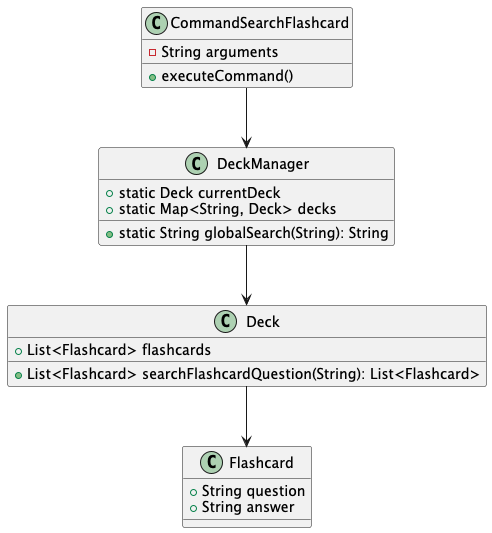 C CommandSearchFlashcard
String arguments
executeCommand()
C DeckManager
static Deck currentDeck
static Map<String, Deck> decks
static String globalSearch(String): String
C Deck
List<Flashcard> flashcards
List<Flashcard> searchFlashcardQuestion(String): List<Flashcard>
C Flashcard
String question
String answer